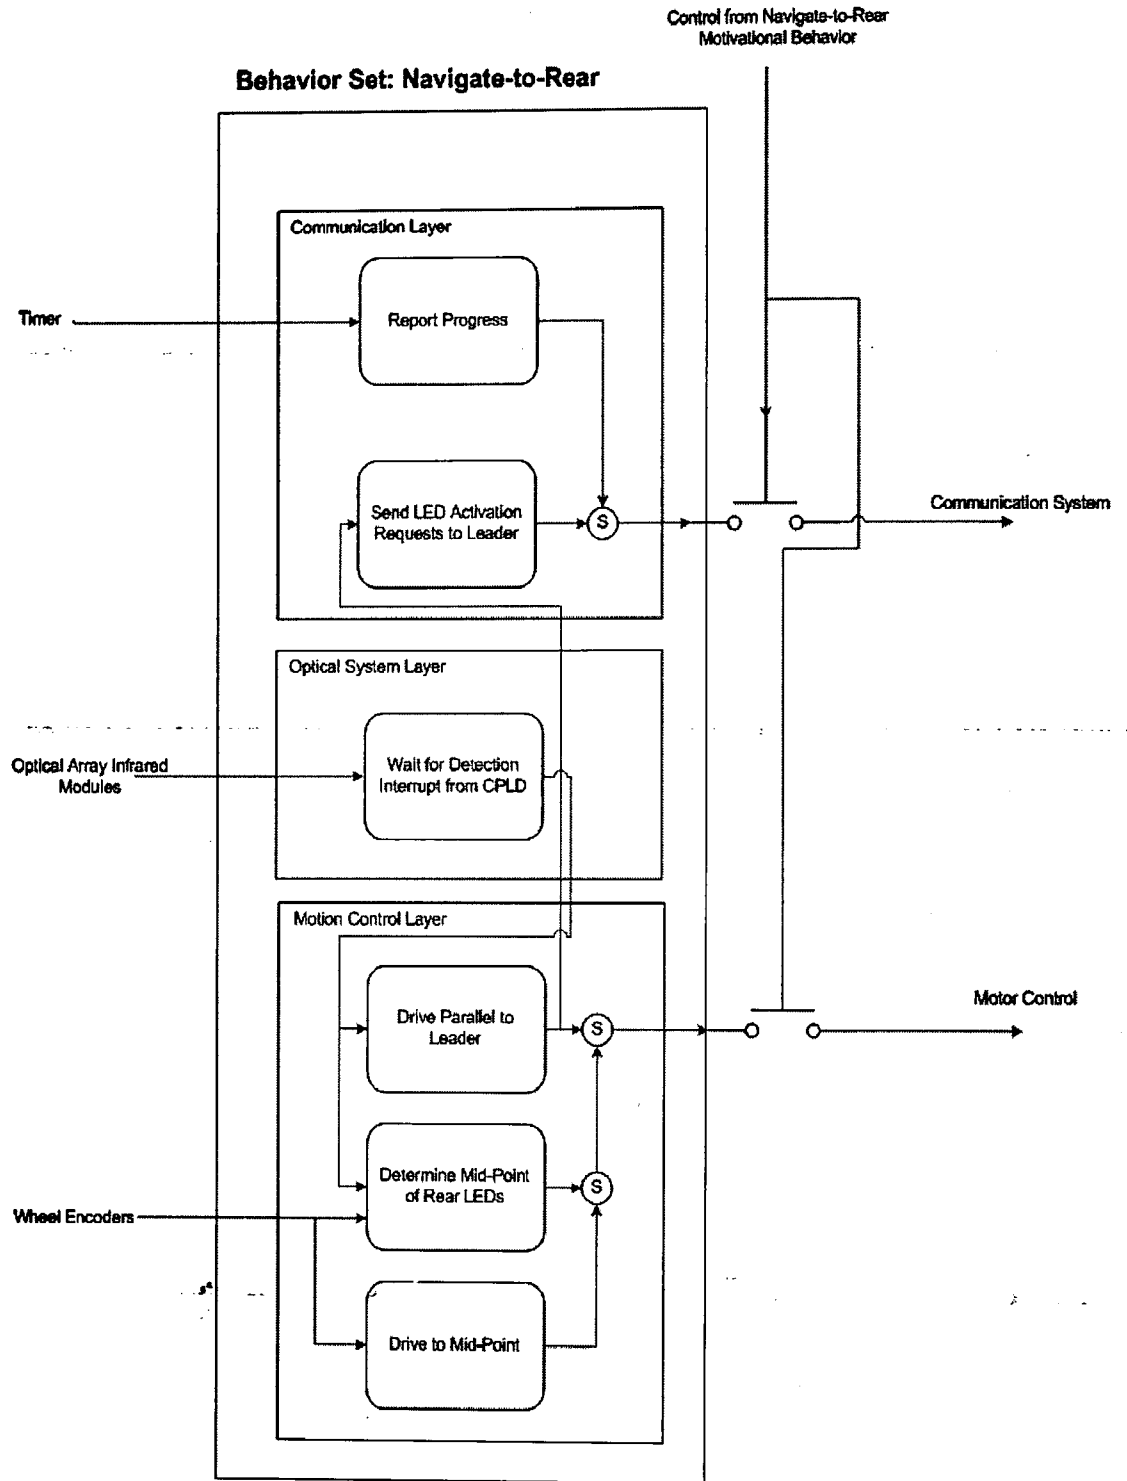 Control from Navigate-to-Rear
Motivational Behavior
Behavior Set: Navigate-to-Rear
Communication Layer
Timer
Report Progress
Send LED Activation
Requests to Leader
S
Communication System
Optical System Layer
Optical Array Infrared
Modules
Wait for Detection
Interrupt from CPLD
Motion Control Layer
Drive Parallel to
Leader
S
Motor Control
Determine Mid-Point
of Rear LEDs
S
Wheel Encoders
Drive to Mid-Point